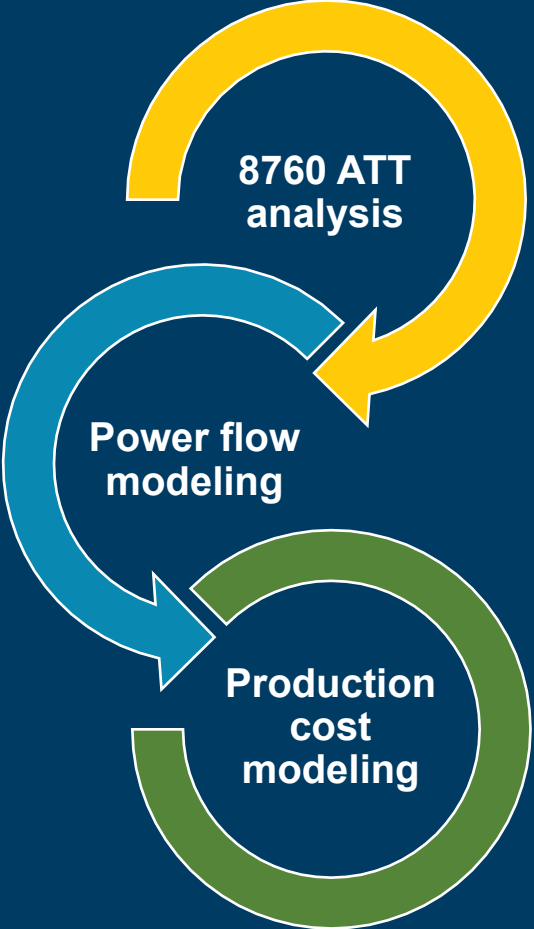 8760 ATT
analysis
Power flow
modeling
Production
cost
modeling